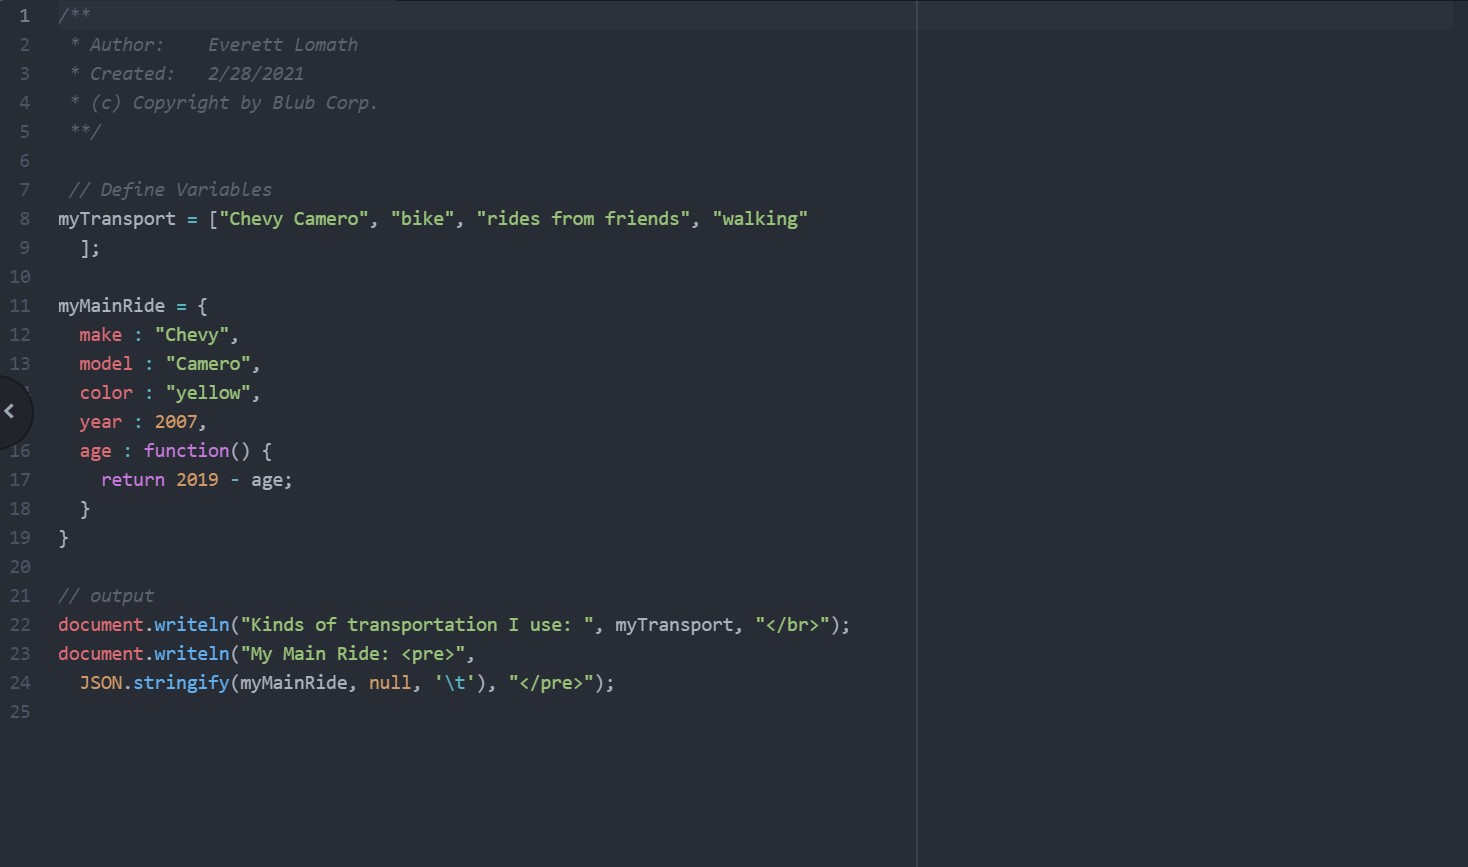 1 /**
2  * Author:    Everett Lomath
3  * Created:   2/28/2021
4  * (c) Copyright by Blub Corp.
5  **/
6
7  // Define Variables
8 myTransport = ["Chevy Camero", "bike", "rides from friends", "walking"
9   ];
10
11 myMainRide = {
12   make : "Chevy",
13   model : "Camero",
  color : "yellow",
  year : 2007,
16   age : function() {
17     return 2019 - age;
18   }
19 }
20
21 // output
22 document.writeln("Kinds of transportation I use: ", myTransport, "</br>");
23 document.writeln("My Main Ride: <pre>",
24   JSON.stringify(myMainRide, null, '\t'), "</pre>");
25